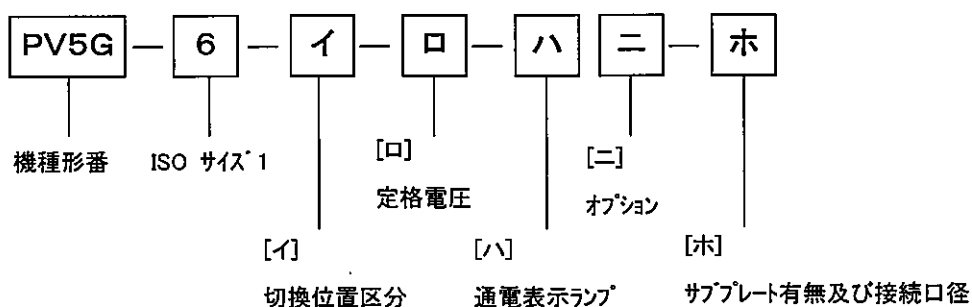 PV5G — 6 — イ — ロ — ハ ニ — ホ
機種形番 ISO サイズ1
[ロ] [ニ]
定格電圧 オプション
[イ] [ハ] [ホ]
切換位置区分 通電表示ランプ サブプレート有無及び接続口径